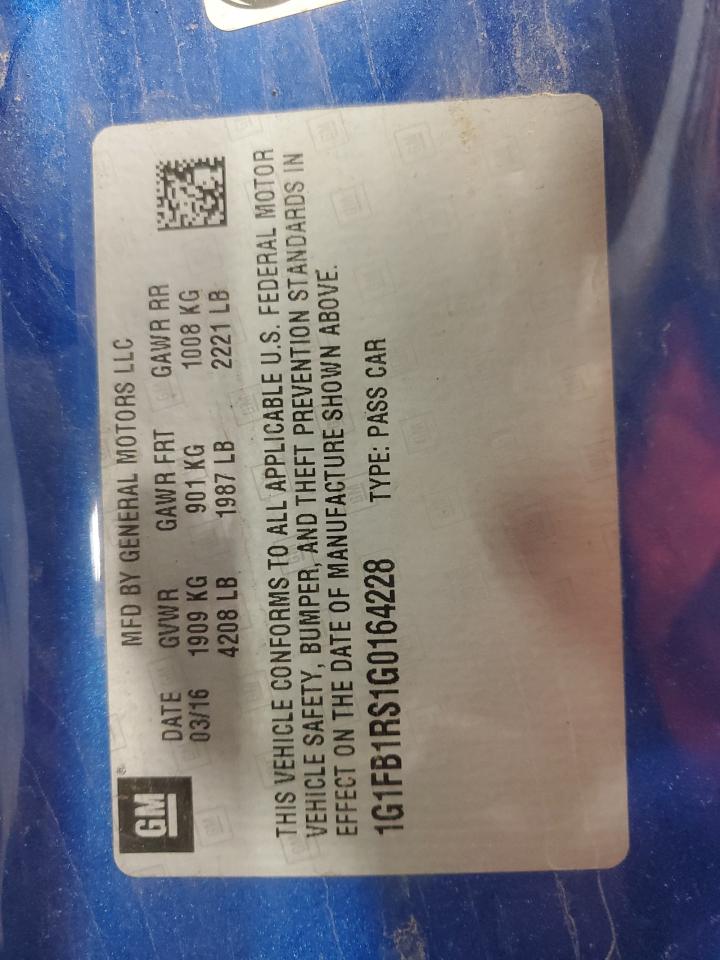 GM
MFD BY GENERAL MOTORS LLC
DATE GVWR GAWR FRT GAWR RR
03/16 1909 KG 901 KG 1008 KG
4208 LB 1987 LB 2221 LB
THIS VEHICLE CONFORMS TO ALL APPLICABLE U.S. FEDERAL MOTOR
VEHICLE SAFETY, BUMPER, AND THEFT PREVENTION STANDARDS IN
EFFECT ON THE DATE OF MANUFACTURE SHOWN ABOVE.
1G1FB1RS1G0164228 TYPE: PASS CAR